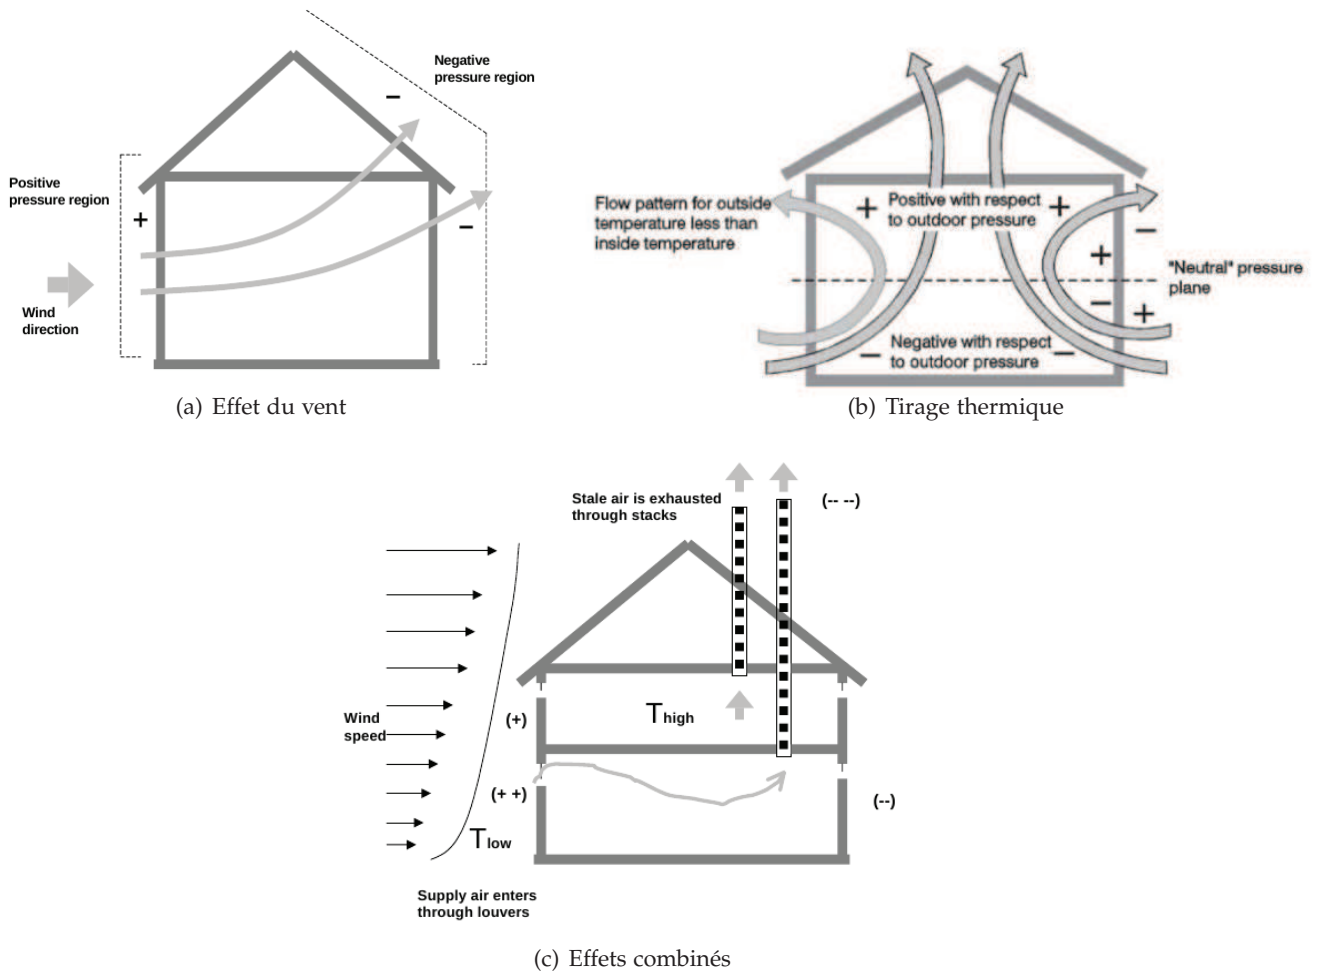 Negative
pressure region
−
Positive
pressure region
+
−
Wind
direction
(a) Effet du vent
Flow pattern for outside
temperature less than
inside temperature
+ Positive with respect +
to outdoor pressure
−
+
"Neutral" pressure
plane
−
+
− Negative with respect −
to outdoor pressure
(b) Tirage thermique
Stale air is exhausted
through stacks
(-- --)
Wind
speed
(+)
Thigh
(+ +)
(--)
Tlow
Supply air enters
through louvers
(c) Effets combinés